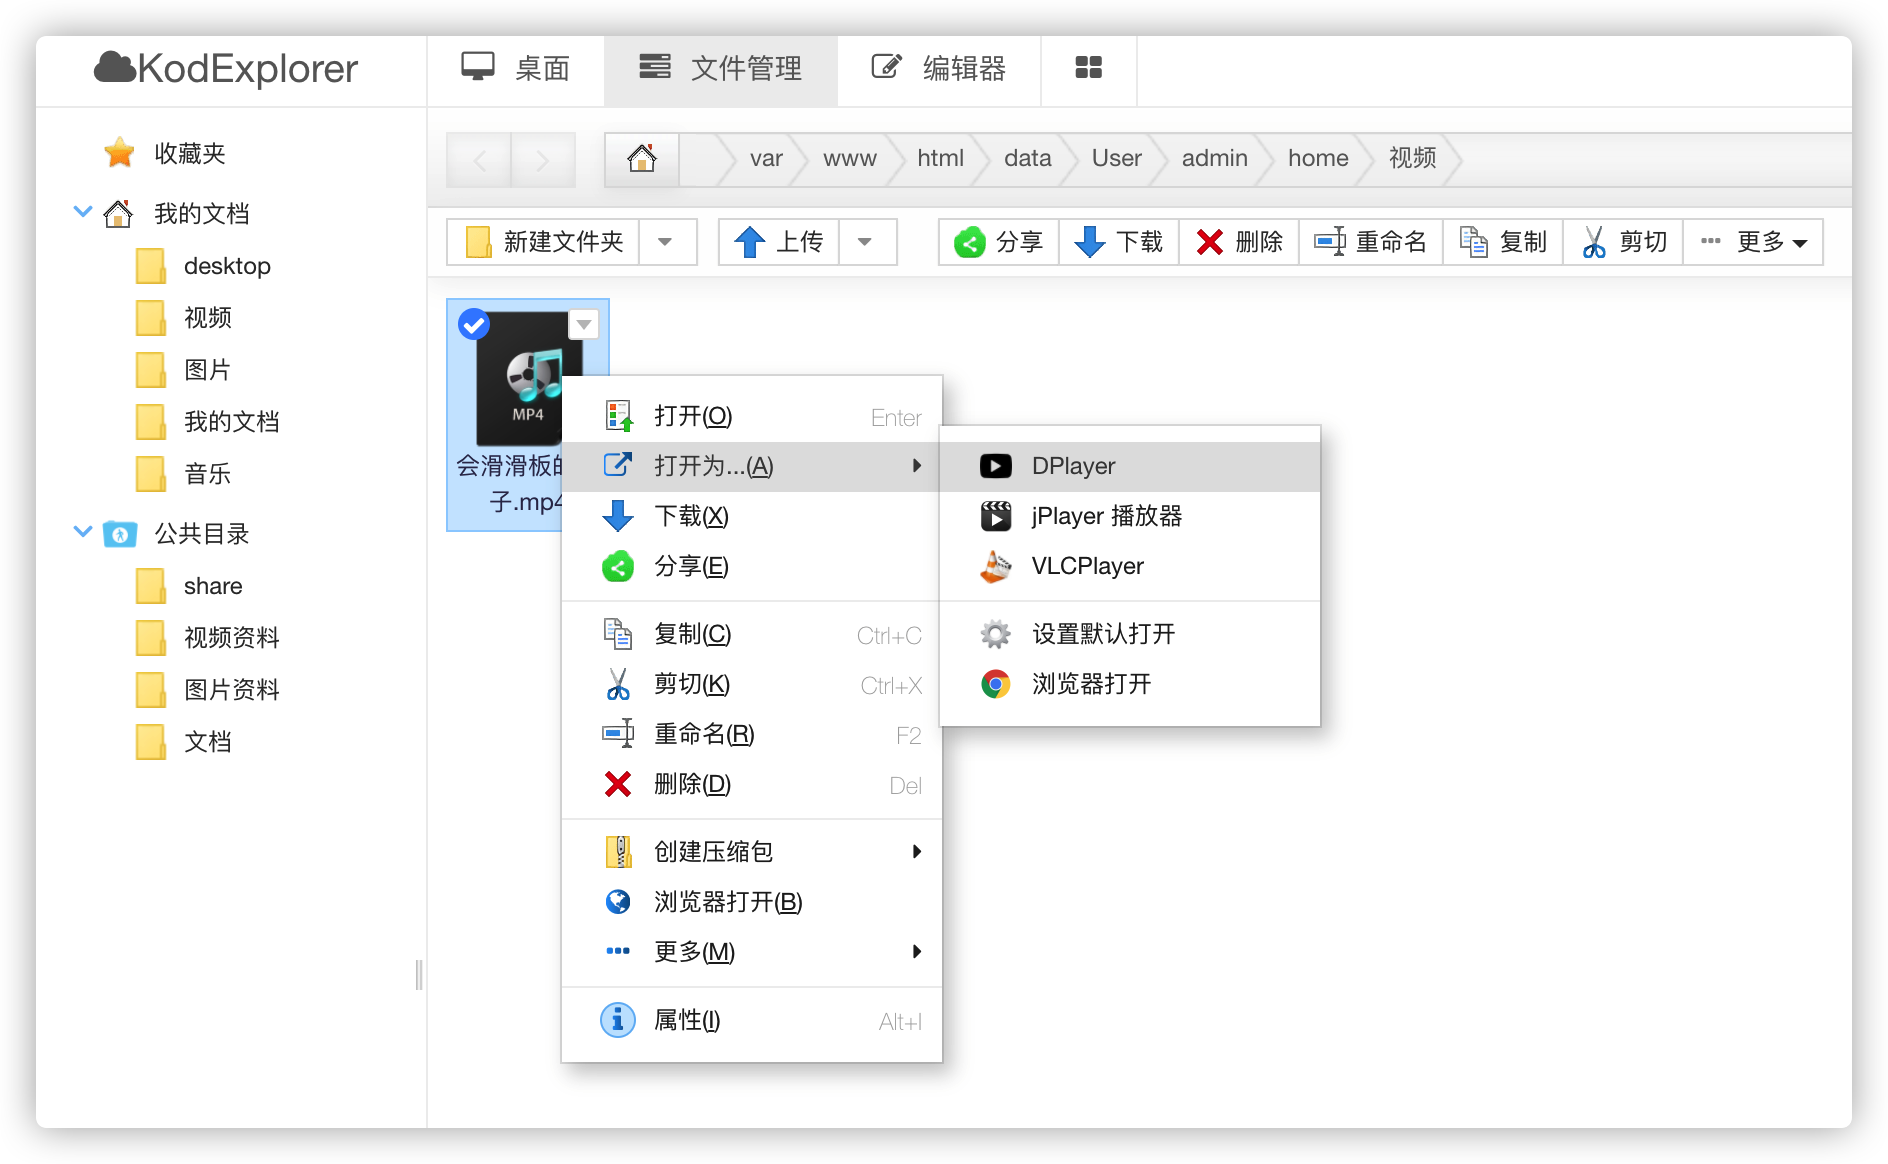 KodExplorer
桌面
文件管理
编辑器
收藏夹
我的文档
desktop
视频
图片
我的文档
音乐
公共目录
share
视频资料
图片资料
文档
var www html data User admin home 视频
新建文件夹 上传 分享 下载 删除 重命名 复制 剪切 更多
MP4
会滑滑板的
子.mp4
打开(O) Enter
打开为...(A)
下载(X)
分享(E)
复制(C) Ctrl+C
剪切(K) Ctrl+X
重命名(R) F2
删除(D) Del
创建压缩包
浏览器打开(B)
更多(M)
属性(I) Alt+I
DPlayer
jPlayer 播放器
VLCPlayer
设置默认打开
浏览器打开